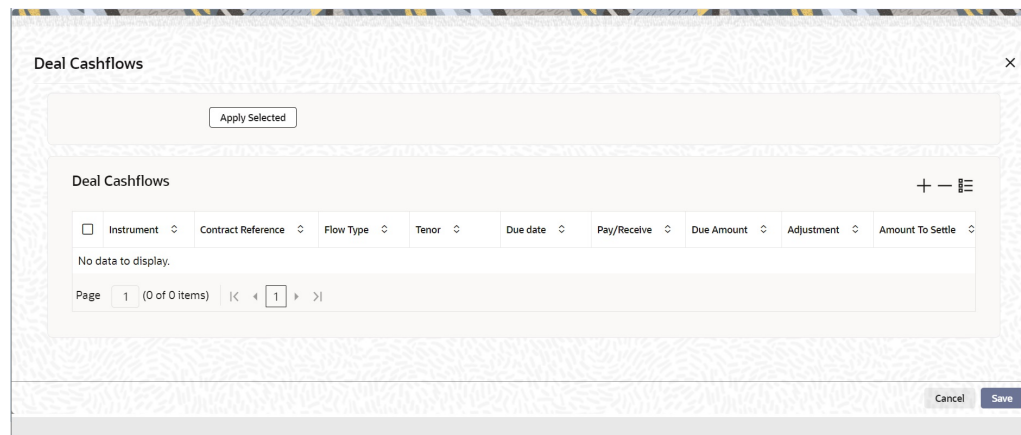 Deal Cashflows
Apply Selected
Deal Cashflows
Instrument Contract Reference Flow Type Tenor Due date Pay/Receive Due Amount Adjustment Amount To Settle
No data to display.
Page 1 (0 of 0 items) 1
Cancel Save